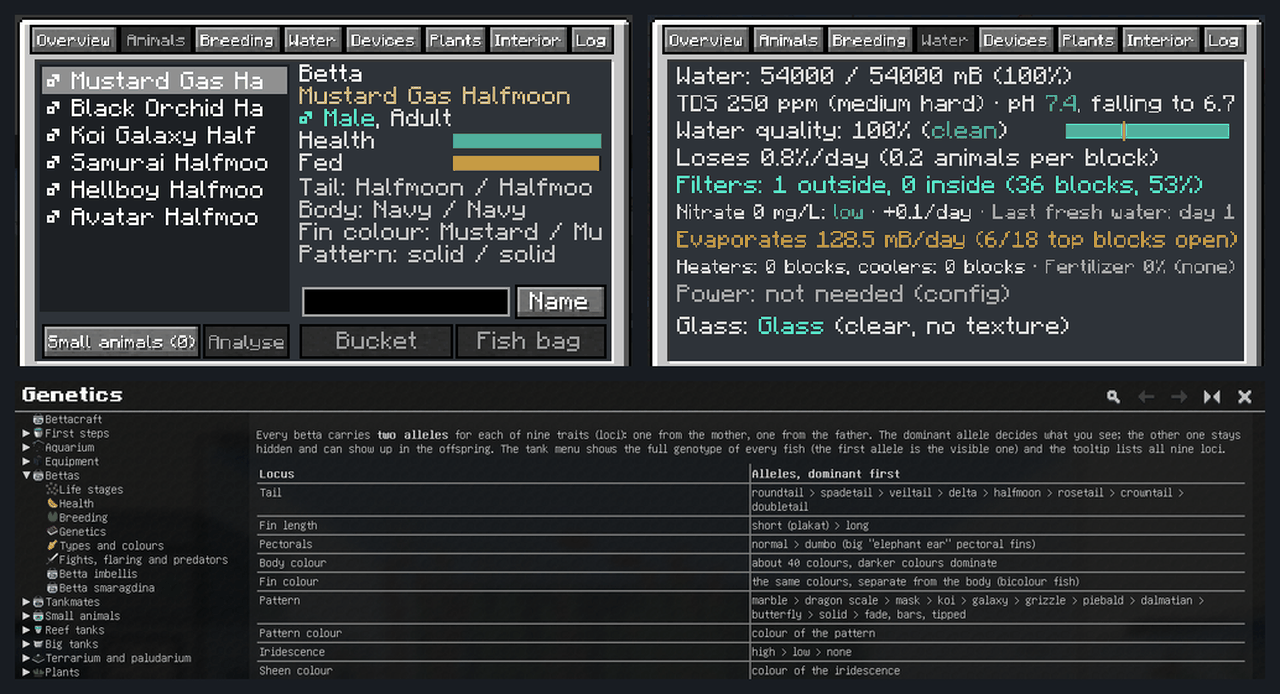 Overview Animals Breeding Water Devices Plants Interior Log
♂ Mustard Gas Ha
♂ Black Orchid Ha
♂ Koi Galaxy Half
♂ Samurai Halfmoo
♂ Hellboy Halfmoo
♂ Avatar Halfmoo
Small animals (0) Analyse
Betta
Mustard Gas Halfmoon
♂ Male, Adult
Health
Fed
Tail: Halfmoon / Halfmoo
Body: Navy / Navy
Fin colour: Mustard / Mu
Pattern: solid / solid
Name
Bucket Fish bag
Overview Animals Breeding Water Devices Plants Interior Log
Water: 54000 / 54000 mB (100%)
TDS 250 ppm (medium hard) · pH 7.4, falling to 6.7
Water quality: 100% (clean)
Loses 0.8%/day (0.2 animals per block)
Filters: 1 outside, 0 inside (36 blocks, 53%)
Nitrate 0 mg/L: low · +0.1/day · Last fresh water: day 1
Evaporates 128.5 mB/day (6/18 top blocks open)
Heaters: 0 blocks, coolers: 0 blocks · Fertilizer 0% (none)
Power: not needed (config)
Glass: Glass (clear, no texture)
Genetics
Bettacraft
First steps
Aquarium
Equipment
Bettas
Life stages
Health
Breeding
Genetics
Types and colours
Fights, flaring and predators
Betta imbellis
Betta smaragdina
Tankmates
Small animals
Reef tanks
Big tanks
Terrarium and paludarium
Plants
Every betta carries two alleles for each of nine traits (loci): one from the mother, one from the father. The dominant allele decides what you see; the other one stays
hidden and can show up in the offspring. The tank menu shows the full genotype of every fish (the first allele is the visible one) and the tooltip lists all nine loci.
Locus Alleles, dominant first
Tail roundtail > spadetail > veiltail > delta > halfmoon > rosetail > crowntail >
doubletail
Fin length short (plakat) > long
Pectorals normal > dumbo (big "elephant ear" pectoral fins)
Body colour about 40 colours, darker colours dominate
Fin colour the same colours, separate from the body (bicolour fish)
Pattern marble > dragon scale > mask > koi > galaxy > grizzle > piebald > dalmatian >
butterfly > solid > fade, bars, tipped
Pattern colour colour of the pattern
Iridescence high > low > none
Sheen colour colour of the iridescence